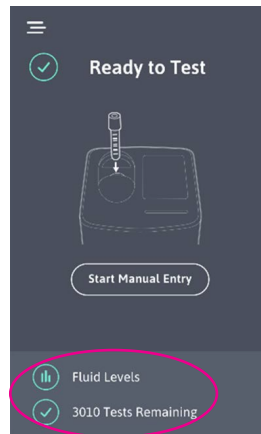 Ready to Test
Start Manual Entry
Fluid Levels
3010 Tests Remaining